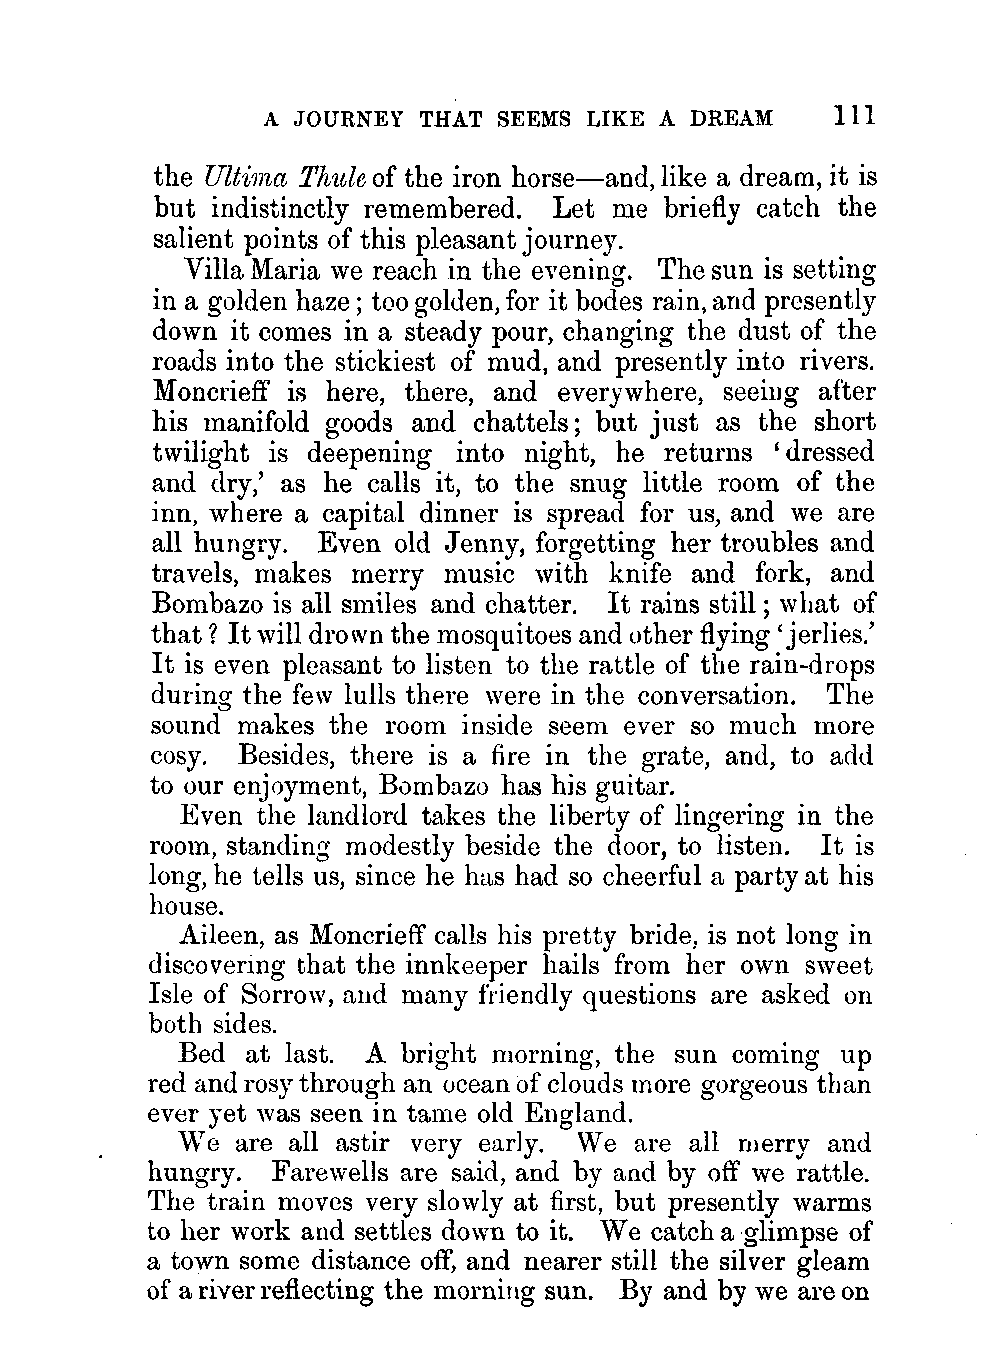 A JOURNEY THAT SEEMS LIKE A DREAM 111
the Ultima Thule of the iron horse—and, like a dream, it is
but indistinctly remembered. Let me briefly catch the
salient points of this pleasant journey.
Villa Maria we reach in the evening. The sun is setting
in a golden haze; too golden, for it bodes rain, and presently
down it comes in a steady pour, changing the dust of the
roads into the stickiest of mud, and presently into rivers.
Moncrieff is here, there, and everywhere, seeing after
his manifold goods and chattels; but just as the short
twilight is deepening into night, he returns ‘dressed
and dry,’ as he calls it, to the snug little room of the
inn, where a capital dinner is spread for us, and we are
all hungry. Even old Jenny, forgetting her troubles and
travels, makes merry music with knife and fork, and
Bombazo is all smiles and chatter. It rains still; what of
that? It will drown the mosquitoes and other flying ‘jerlies.’
It is even pleasant to listen to the rattle of the rain-drops
during the few lulls there were in the conversation. The
sound makes the room inside seem ever so much more
cosy. Besides, there is a fire in the grate, and, to add
to our enjoyment, Bombazo has his guitar.
Even the landlord takes the liberty of lingering in the
room, standing modestly beside the door, to listen. It is
long, he tells us, since he has had so cheerful a party at his
house.
Aileen, as Moncrieff calls his pretty bride, is not long in
discovering that the innkeeper hails from her own sweet
Isle of Sorrow, and many friendly questions are asked on
both sides.
Bed at last. A bright morning, the sun coming up
red and rosy through an ocean of clouds more gorgeous than
ever yet was seen in tame old England.
We are all astir very early. We are all merry and
hungry. Farewells are said, and by and by off we rattle.
The train moves very slowly at first, but presently warms
to her work and settles down to it. We catch a glimpse of
a town some distance off, and nearer still the silver gleam
of a river reflecting the morning sun. By and by we are on